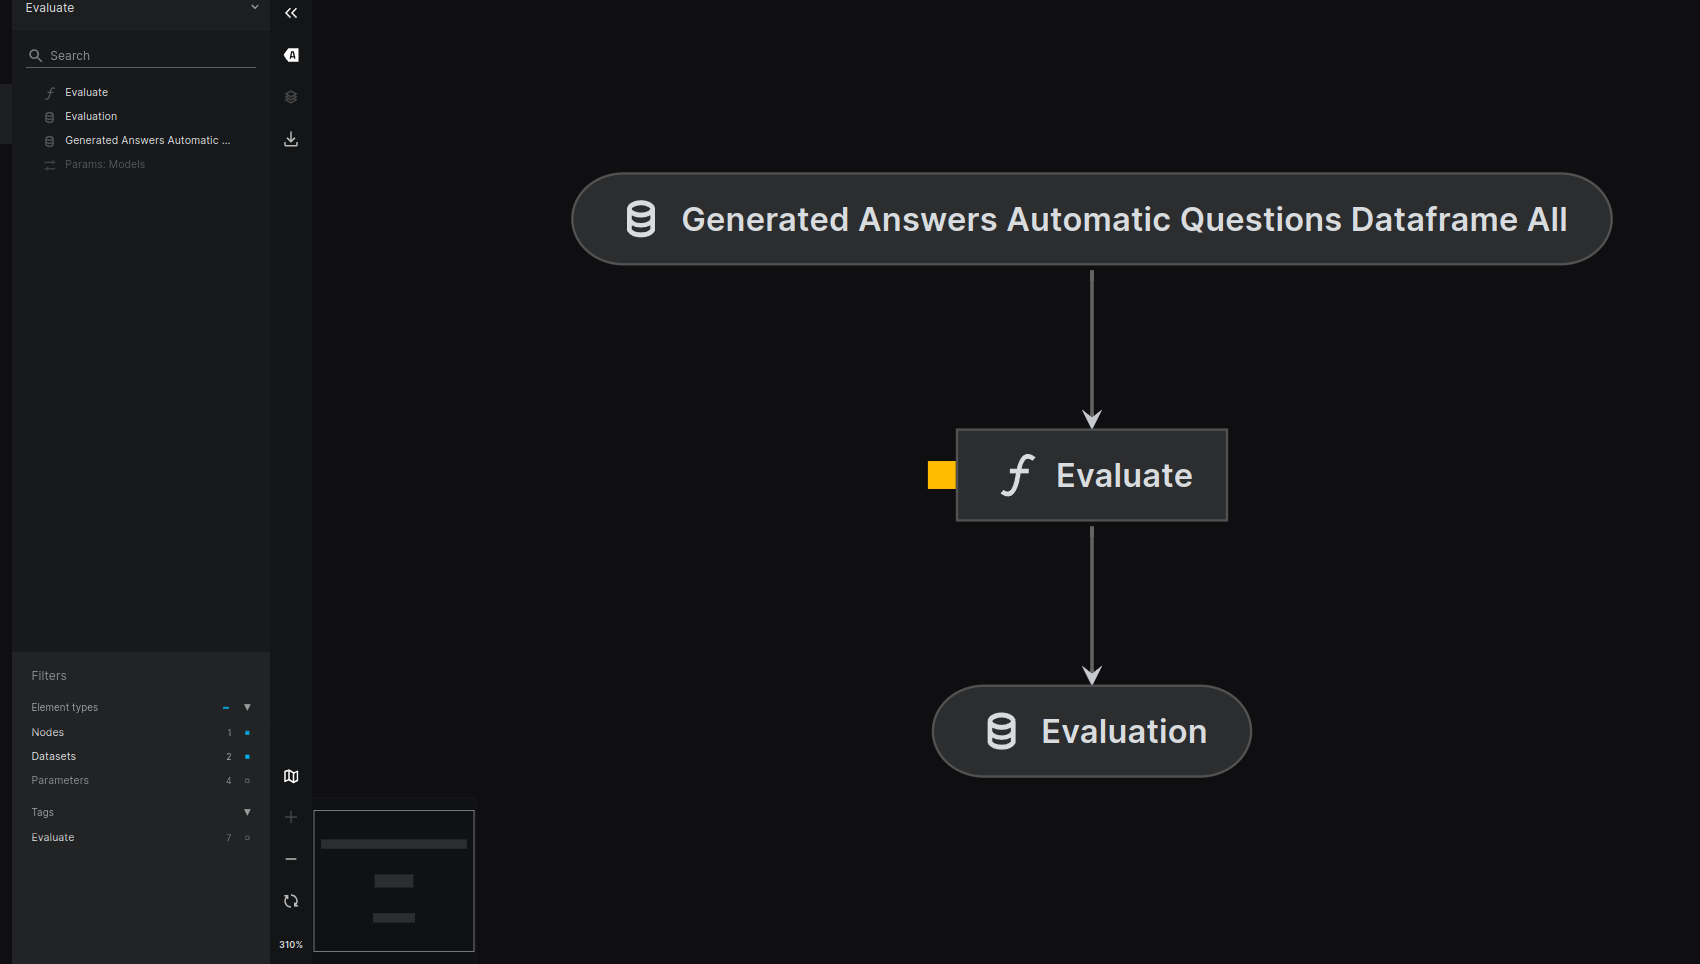 Evaluate
Search
Evaluate
Evaluation
Generated Answers Automatic ...
Params: Models
Filters
Element types
Nodes 1
Datasets 2
Parameters 4
Tags
Evaluate 7
310%
A
Generated Answers Automatic Questions Dataframe All
Evaluate
Evaluation